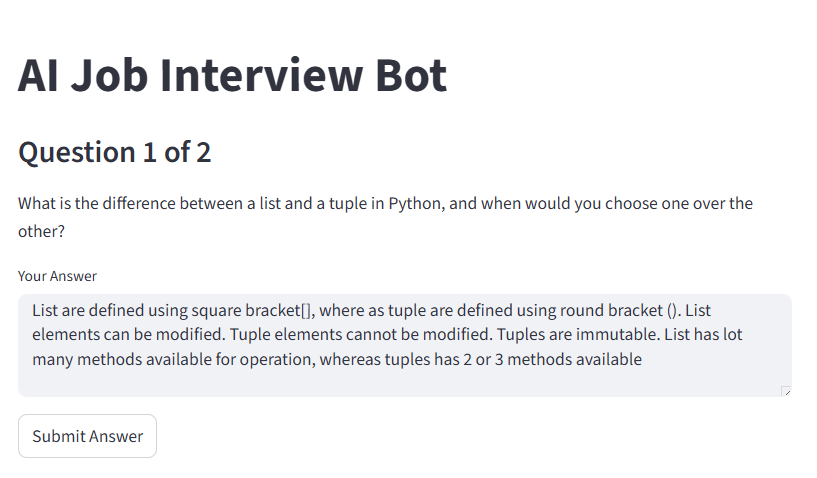 AI Job Interview Bot
Question 1 of 2
What is the difference between a list and a tuple in Python, and when would you choose one over the
other?
Your Answer
List are defined using square bracket[], where as tuple are defined using round bracket (). List
elements can be modified. Tuple elements cannot be modified. Tuples are immutable. List has lot
many methods available for operation, whereas tuples has 2 or 3 methods available
Submit Answer